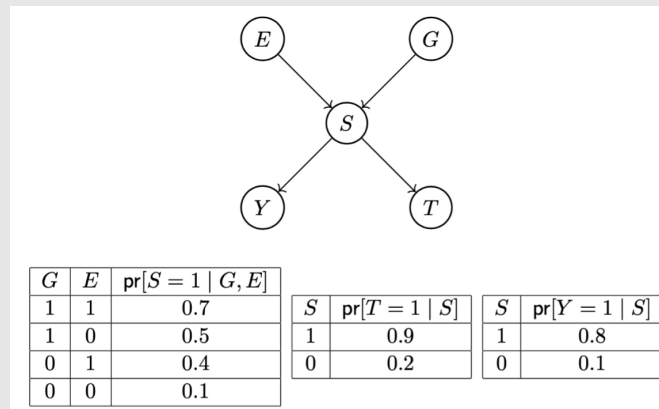 E G
S
Y T
G E pr[S = 1 | G, E]
1 1 0.7
1 0 0.5
0 1 0.4
0 0 0.1
S pr[T = 1 | S]
1 0.9
0 0.2
S pr[Y = 1 | S]
1 0.8
0 0.1